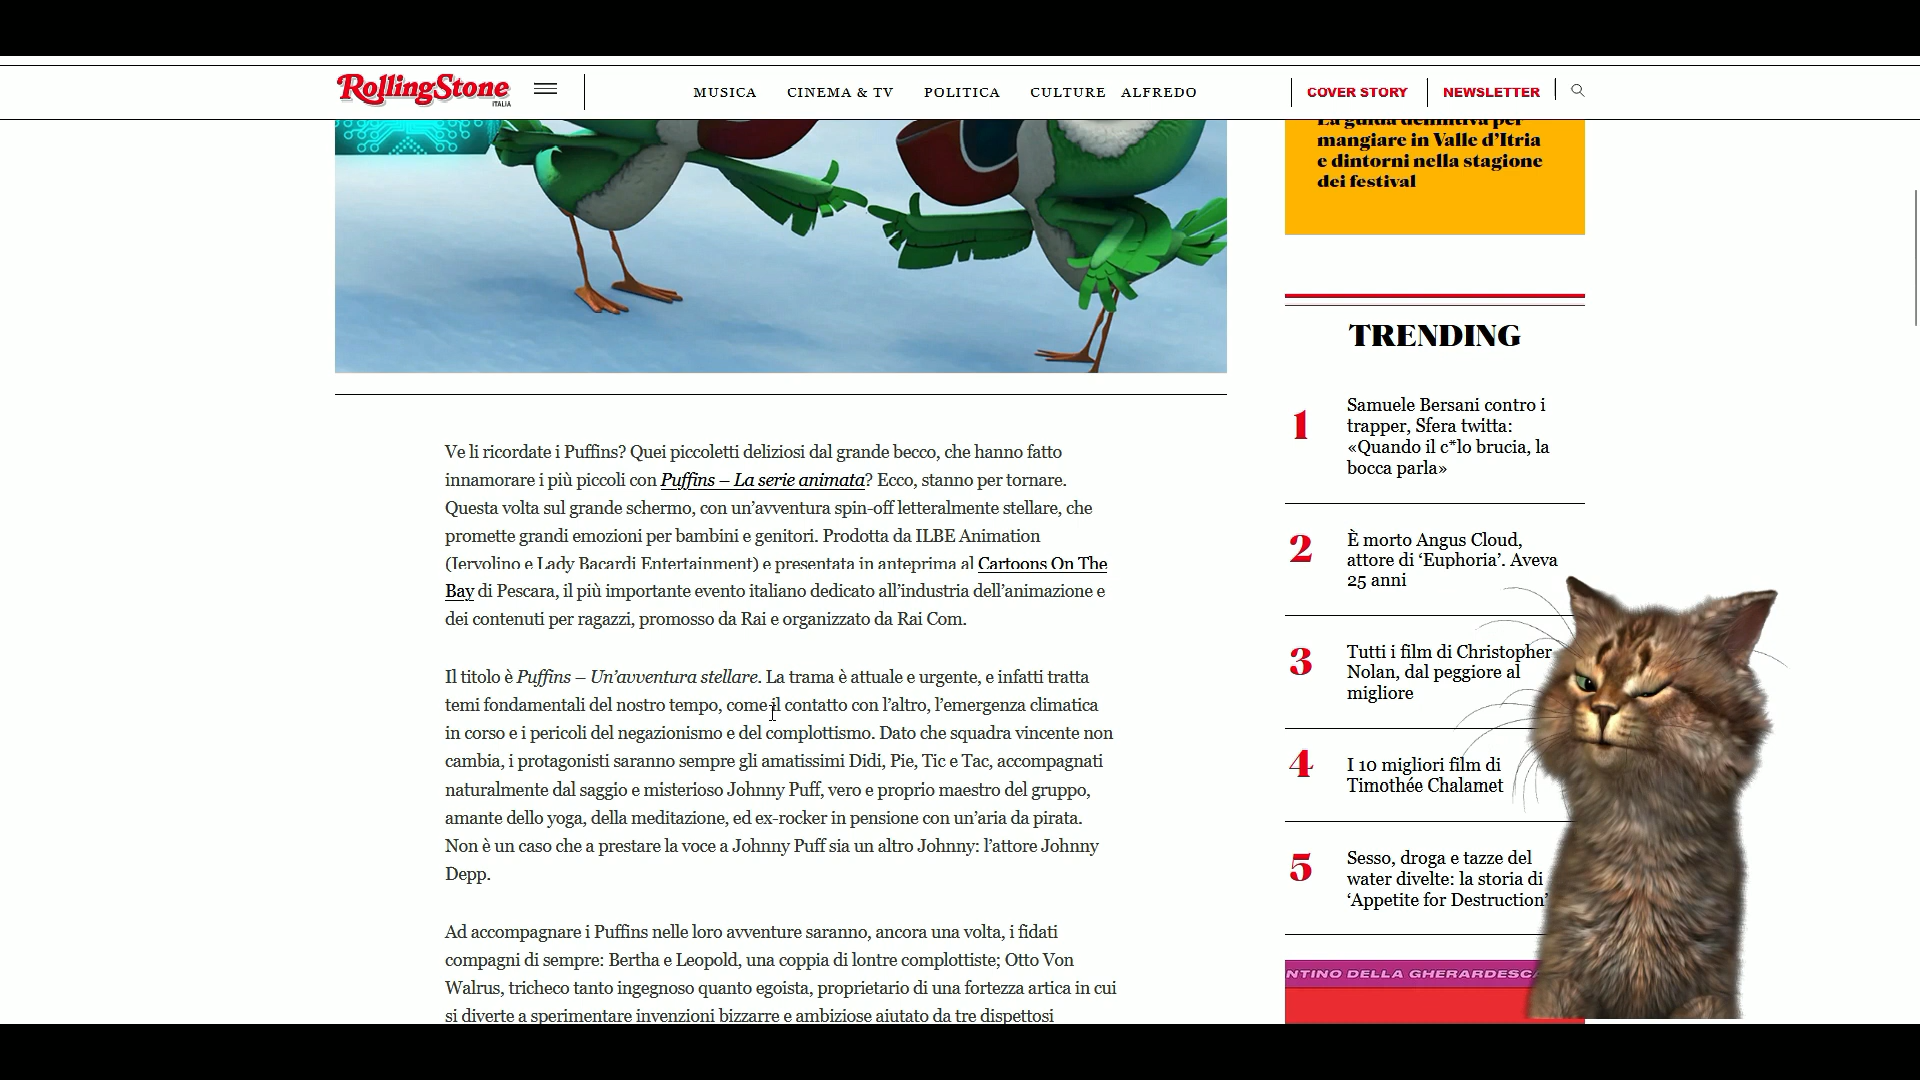 RollingStone
ITALIA
MUSICA CINEMA & TV POLITICA CULTURE ALFREDO
COVER STORY NEWSLETTER
La guida definitiva per
mangiare in Valle d’Itria
e dintorni nella stagione
dei festival
TRENDING
1
Samuele Bersani contro i
trapper, Sfera twitta:
«Quando il c*lo brucia, la
bocca parla»
2
È morto Angus Cloud,
attore di ‘Euphoria’. Aveva
25 anni
3
Tutti i film di Christopher
Nolan, dal peggiore al
migliore
4
I 10 migliori film di
Timothée Chalamet
5
Sesso, droga e tazze del
water divelte: la storia di
‘Appetite for Destruction’
NTINO DELLA GHERARDESCA
Ve li ricordate i Puffins? Quei piccoletti deliziosi dal grande becco, che hanno fatto
innamorare i più piccoli con Puffins – La serie animata? Ecco, stanno per tornare.
Questa volta sul grande schermo, con un’avventura spin-off letteralmente stellare, che
promette grandi emozioni per bambini e genitori. Prodotta da ILBE Animation
(Iervolino e Lady Bacardi Entertainment) e presentata in anteprima al Cartoons On The
Bay di Pescara, il più importante evento italiano dedicato all’industria dell’animazione e
dei contenuti per ragazzi, promosso da Rai e organizzato da Rai Com.
Il titolo è Puffins – Un’avventura stellare. La trama è attuale e urgente, e infatti tratta
temi fondamentali del nostro tempo, come il contatto con l’altro, l’emergenza climatica
in corso e i pericoli del negazionismo e del complottismo. Dato che squadra vincente non
cambia, i protagonisti saranno sempre gli amatissimi Didi, Pie, Tic e Tac, accompagnati
naturalmente dal saggio e misterioso Johnny Puff, vero e proprio maestro del gruppo,
amante dello yoga, della meditazione, ed ex-rocker in pensione con un’aria da pirata.
Non è un caso che a prestare la voce a Johnny Puff sia un altro Johnny: l’attore Johnny
Depp.
Ad accompagnare i Puffins nelle loro avventure saranno, ancora una volta, i fidati
compagni di sempre: Bertha e Leopold, una coppia di lontre complottiste; Otto Von
Walrus, tricheco tanto ingegnoso quanto egoista, proprietario di una fortezza artica in cui
si diverte a sperimentare invenzioni bizzarre e ambiziose aiutato da tre dispettosi